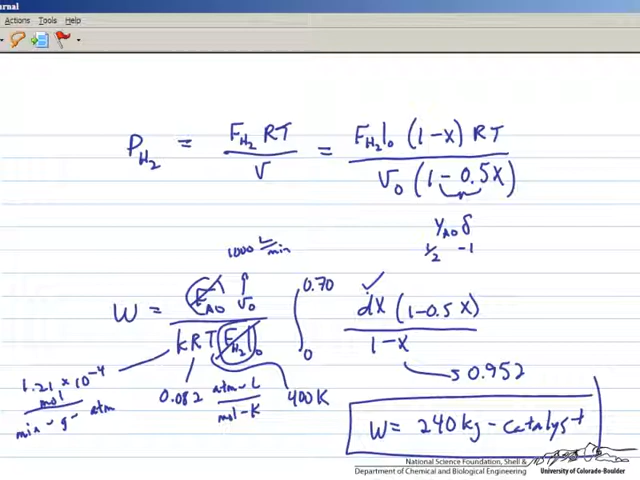 urnal
Actions Tools Help
P_H2 = F_H2 RT / v = F_H2|0 (1-x) RT / v0 (1 - 0.5x)
y_A0 δ
1/2 -1
1000 L/min
W = F_A0 v0 / kRT F_H2|0 ∫ 0 0.70 dx (1-0.5x) / 1-x
→ 0.952
1.21 × 10^-4 mol / min-g-atm
0.082 atm-L / mol-K
400K
W = 240 kg-catalyst
National Science Foundation, Shell &
Department of Chemical and Biological Engineering
University of Colorado-Boulder